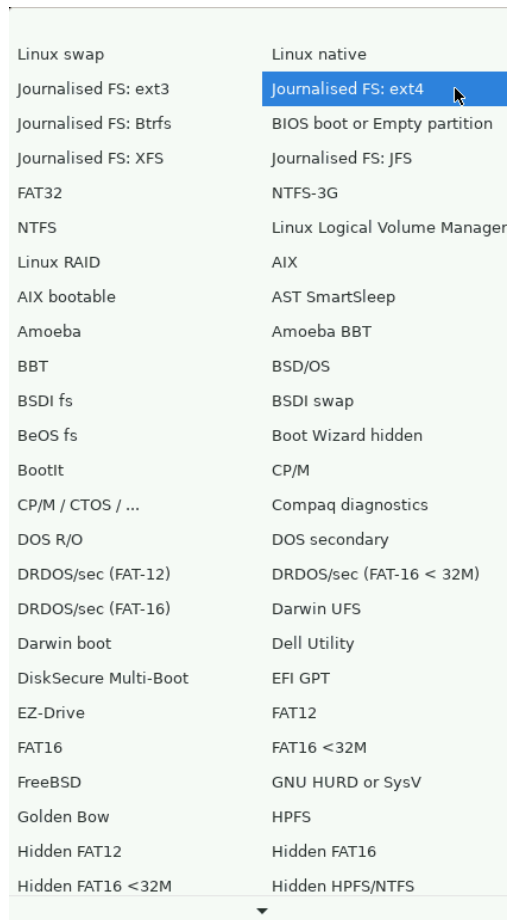 Linux swap Linux native
Journalised FS: ext3 Journalised FS: ext4
Journalised FS: Btrfs BIOS boot or Empty partition
Journalised FS: XFS Journalised FS: JFS
FAT32 NTFS-3G
NTFS Linux Logical Volume Manager
Linux RAID AIX
AIX bootable AST SmartSleep
Amoeba Amoeba BBT
BBT BSD/OS
BSDI fs BSDI swap
BeOS fs Boot Wizard hidden
BootIt CP/M
CP/M / CTOS / ... Compaq diagnostics
DOS R/O DOS secondary
DRDOS/sec (FAT-12) DRDOS/sec (FAT-16 < 32M)
DRDOS/sec (FAT-16) Darwin UFS
Darwin boot Dell Utility
DiskSecure Multi-Boot EFI GPT
EZ-Drive FAT12
FAT16 FAT16 <32M
FreeBSD GNU HURD or SysV
Golden Bow HPFS
Hidden FAT12 Hidden FAT16
Hidden FAT16 <32M Hidden HPFS/NTFS